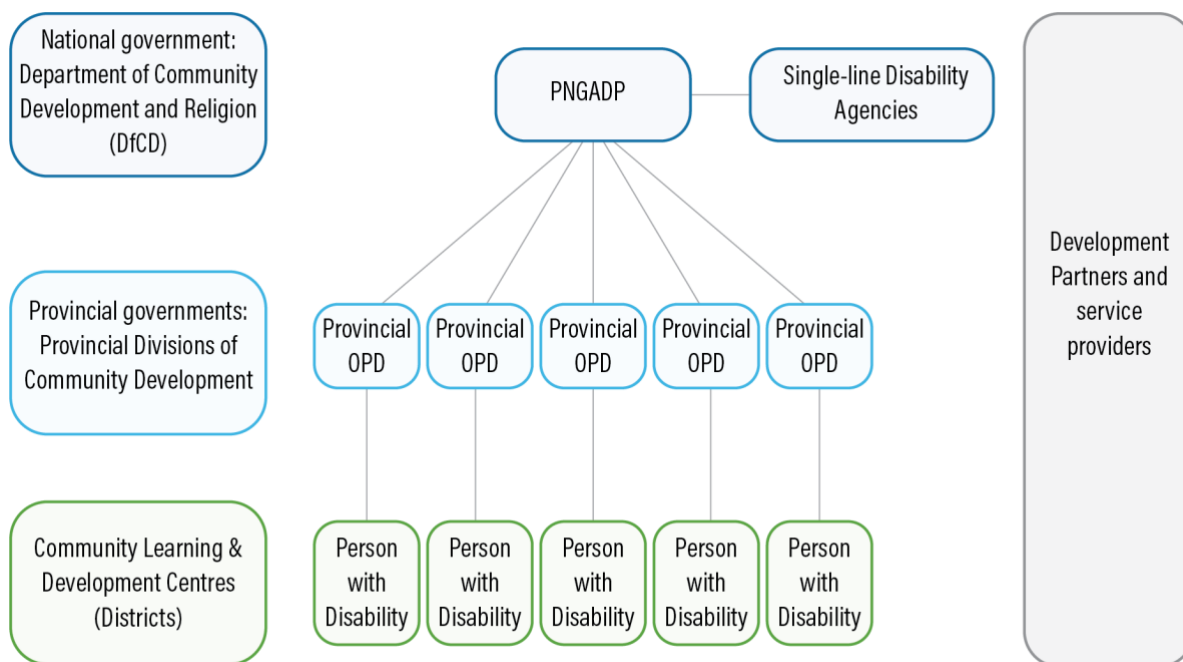 National government:
Department of Community
Development and Religion
(DfCD)
PNGADP
Single-line Disability
Agencies
Development
Partners and
service
providers
Provincial governments:
Provincial Divisions of
Community Development
Provincial
OPD
Provincial
OPD
Provincial
OPD
Provincial
OPD
Provincial
OPD
Community Learning &
Development Centres
(Districts)
Person
with
Disability
Person
with
Disability
Person
with
Disability
Person
with
Disability
Person
with
Disability